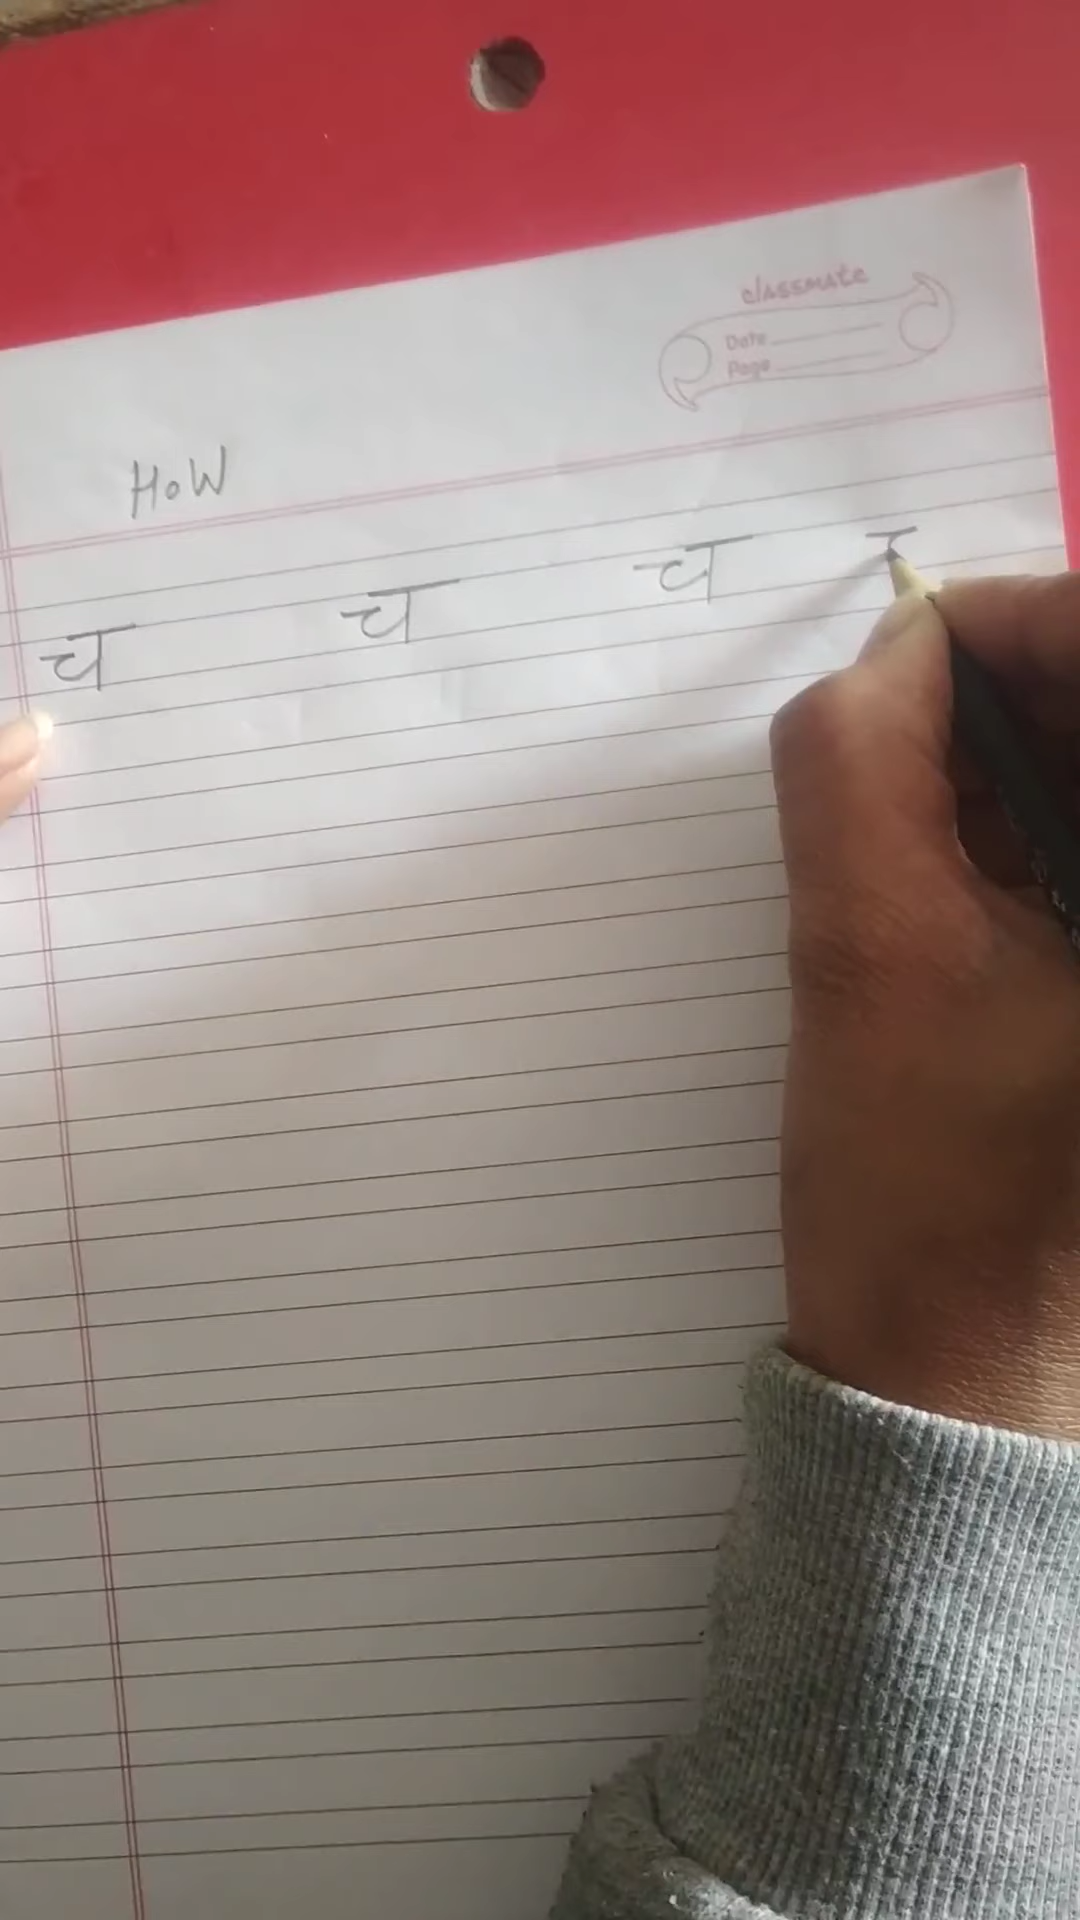 classmate
Date
Page
HoW
च च च